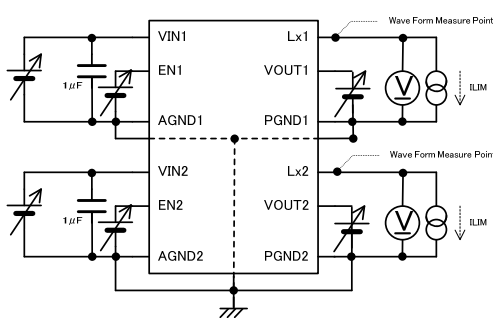 Wave Form Measure Point
VIN1
Lx1
EN1
VOUT1
1μF
V
ILIM
AGND1
PGND1
Wave Form Measure Point
VIN2
Lx2
EN2
VOUT2
1μF
V
ILIM
AGND2
PGND2